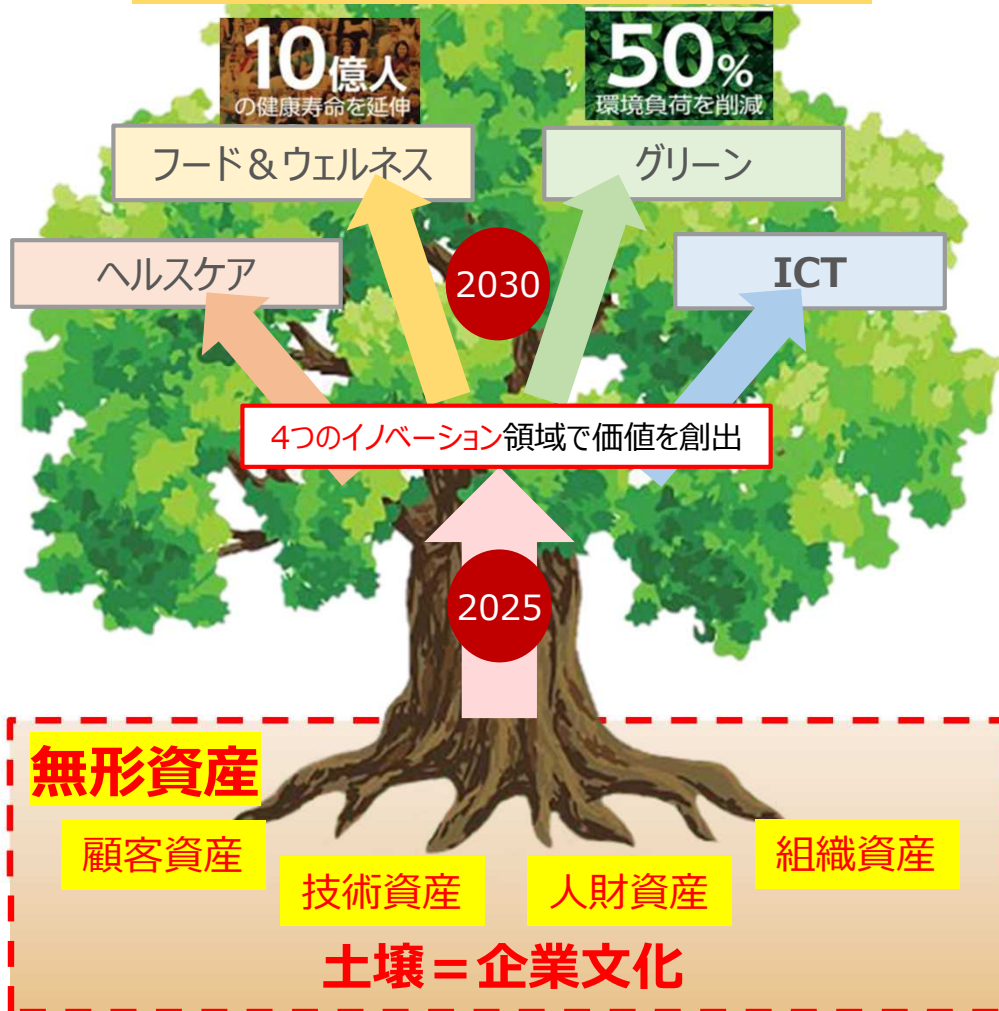 10億人
の健康寿命を延伸
50%
環境負荷を削減
フード＆ウェルネス
グリーン
ヘルスケア
2030
ICT
4つのイノベーション領域で価値を創出
2025
無形資産
顧客資産
組織資産
技術資産
人財資産
土壌＝企業文化